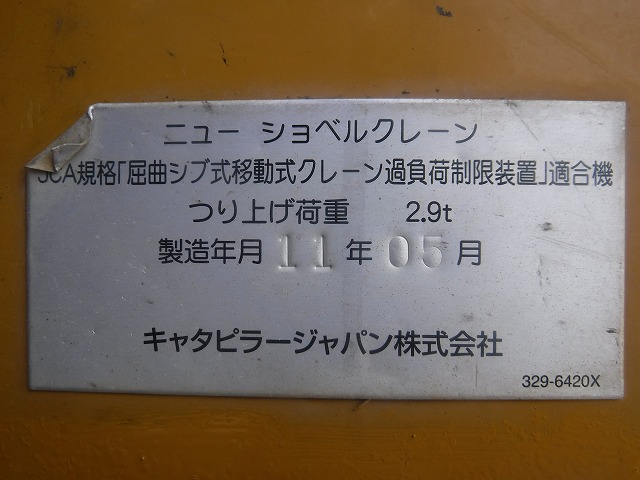 ニュー ショベルクレーン
JCA規格「屈曲ジブ式移動式クレーン過負荷制限装置」適合機
つり上げ荷重 2.9t
製造年月 11 年 05 月
キャタピラージャパン株式会社
329-6420X